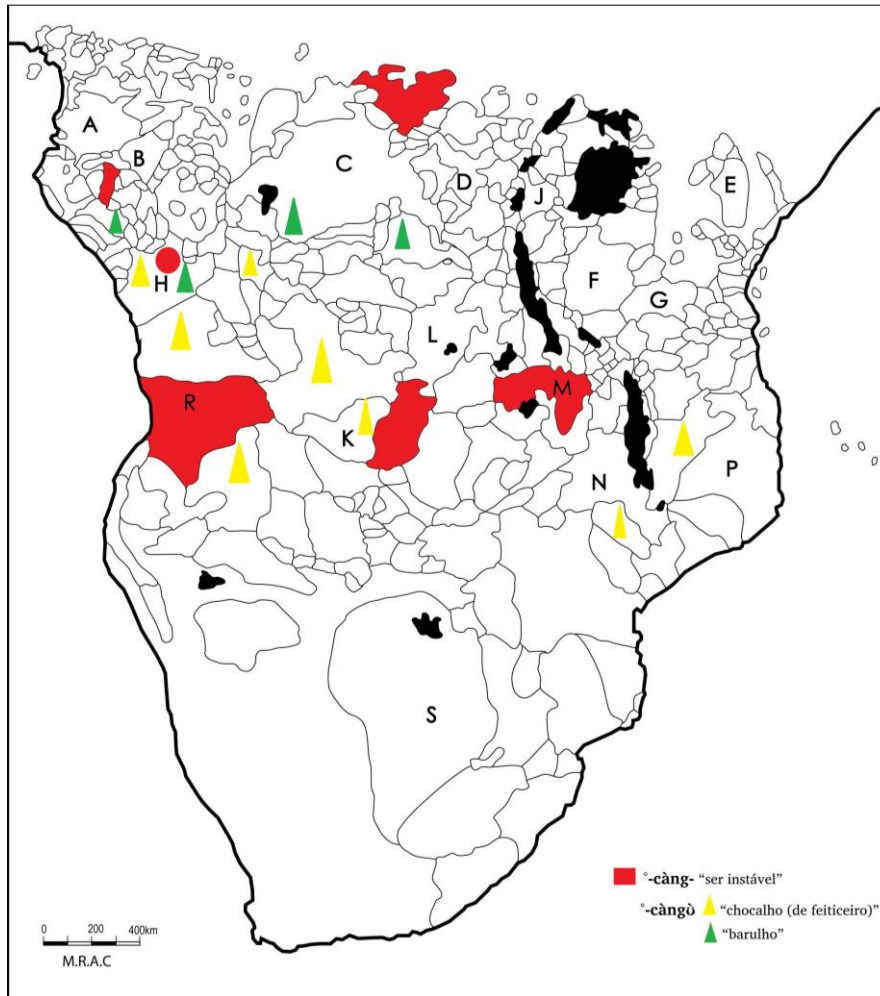 A
B
C
D
J
E
H
F
G
L
R
M
K
N
P
S
°-càng- “ser instável”
°-càngò̀ “chocalho (de feiticeiro)”
“barulho”
0 200 400km
M.R.A.C